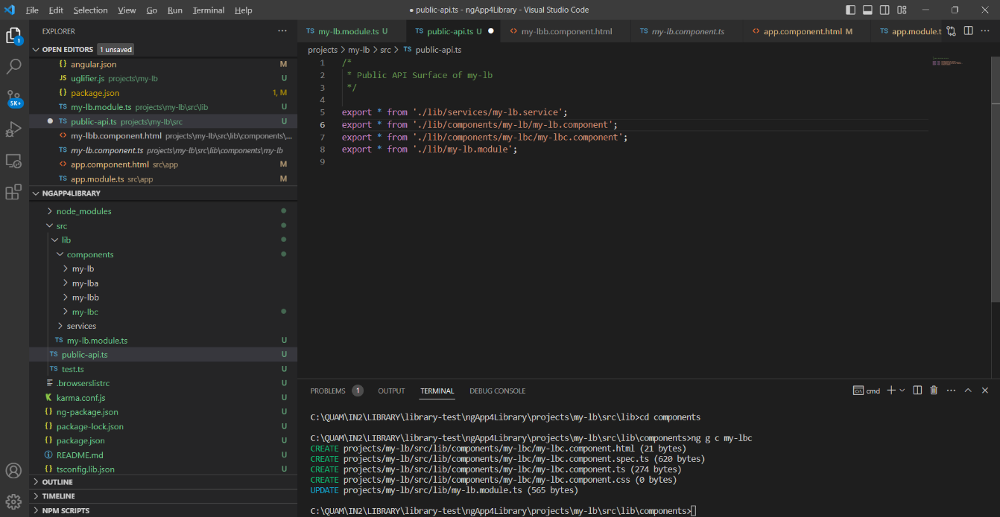 File Edit Selection View Go Run Terminal Help
● public-api.ts - ngApp4Library - Visual Studio Code
1
5K+
EXPLORER
OPEN EDITORS 1 unsaved
{} angular.json M
JS uglifier.js projects\my-lb U
{} package.json 1, M
TS my-lb.module.ts projects\my-lb\src\lib U
TS public-api.ts projects\my-lb\src U
<> my-lbb.component.html projects\my-lb\src\lib\components\...
TS my-lb.component.ts projects\my-lb\src\lib\components\my-lb
<> app.component.html src\app M
TS app.module.ts src\app M
NGAPP4LIBRARY
node_modules
src
lib
components
my-lb
my-lba
my-lbb
my-lbc
services
TS my-lb.module.ts U
TS public-api.ts U
TS test.ts U
.browserslistrc U
karma.conf.js U
{} ng-package.json U
{} package-lock.json U
{} package.json U
README.md U
{} tsconfig.lib.json U
OUTLINE
TIMELINE
NPM SCRIPTS
TS my-lb.module.ts U
TS public-api.ts U
<> my-lbb.component.html
TS my-lb.component.ts
<> app.component.html M
TS app.module.t
projects > my-lb > src > TS public-api.ts
1 /*
2 * Public API Surface of my-lb
3 */
4
5 export * from './lib/services/my-lb.service';
6 export * from './lib/components/my-lb/my-lb.component';
7 export * from './lib/components/my-lbc/my-lbc.component';
8 export * from './lib/my-lb.module';
9
PROBLEMS 1 OUTPUT TERMINAL DEBUG CONSOLE
cmd
C:\QUAM\IN2\LIBRARY\library-test\ngApp4Library\projects\my-lb\src\lib>cd components
C:\QUAM\IN2\LIBRARY\library-test\ngApp4Library\projects\my-lb\src\lib\components>ng g c my-lbc
CREATE projects/my-lb/src/lib/components/my-lbc/my-lbc.component.html (21 bytes)
CREATE projects/my-lb/src/lib/components/my-lbc/my-lbc.component.spec.ts (620 bytes)
CREATE projects/my-lb/src/lib/components/my-lbc/my-lbc.component.ts (274 bytes)
CREATE projects/my-lb/src/lib/components/my-lbc/my-lbc.component.css (0 bytes)
UPDATE projects/my-lb/src/lib/my-lb.module.ts (565 bytes)
C:\QUAM\IN2\LIBRARY\library-test\ngApp4Library\projects\my-lb\src\lib\components>